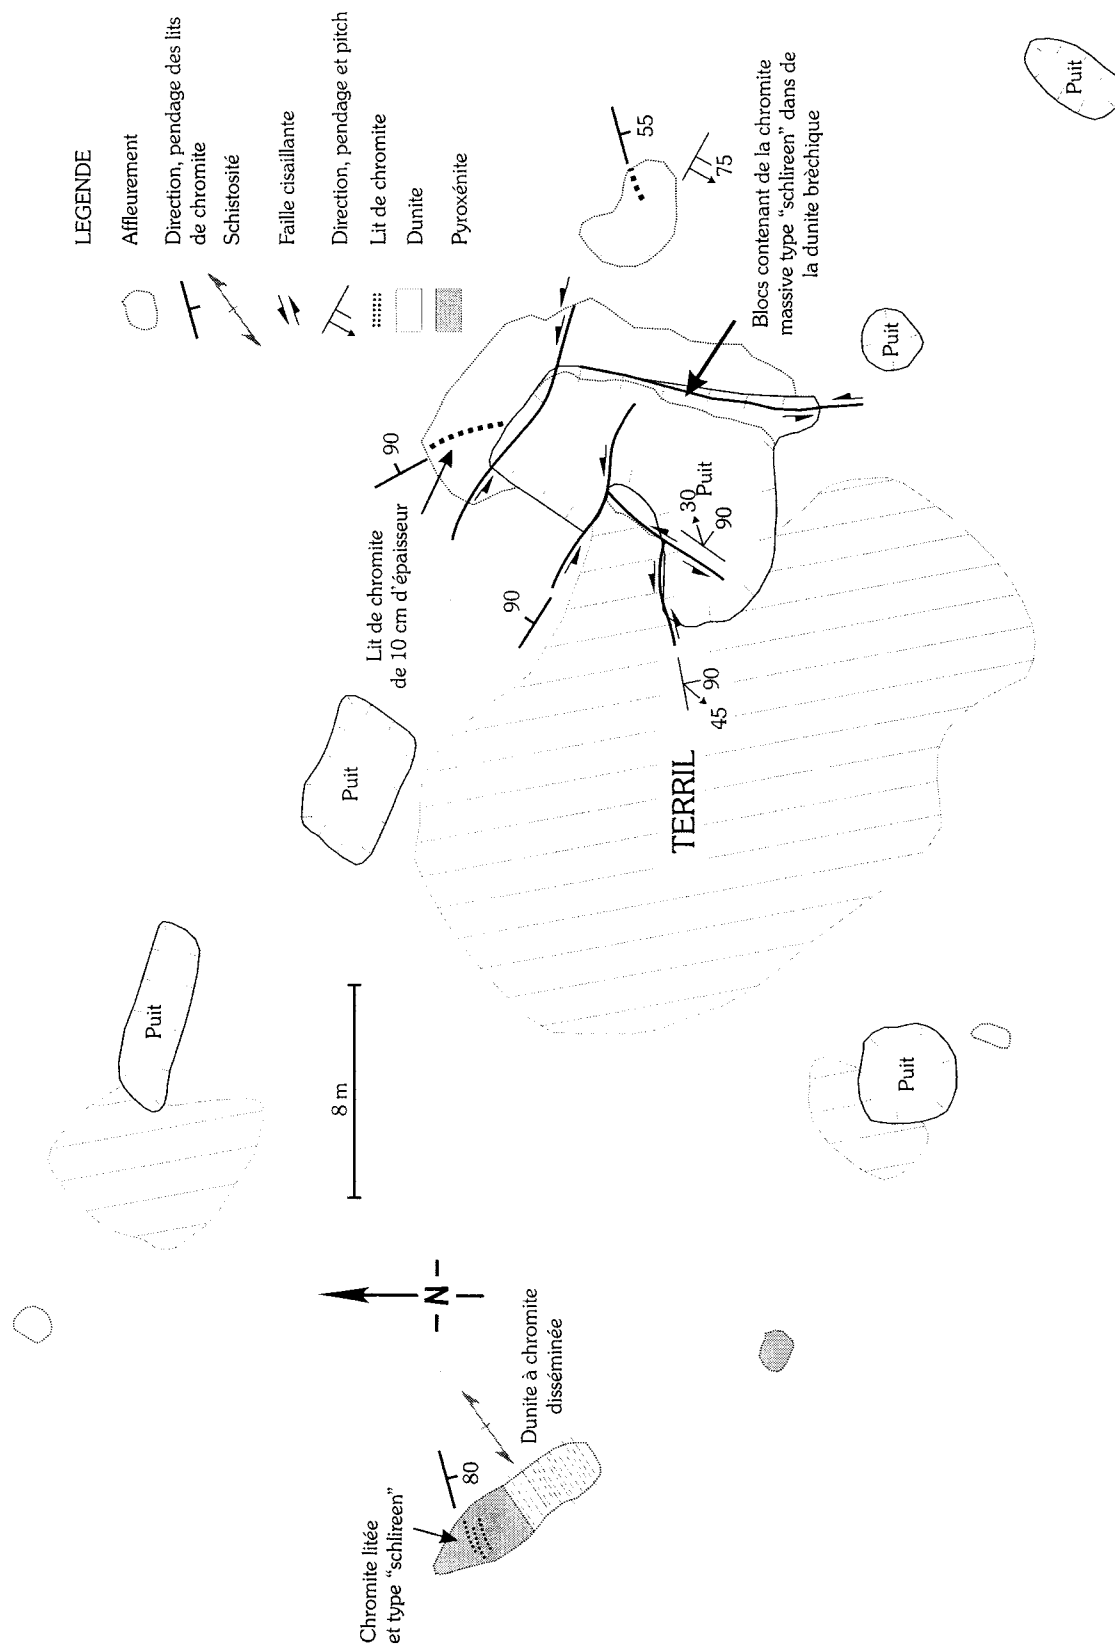 LEGENDE
Affleurement
Direction, pendage des lits
de chromite
Schistosité
Faille cisaillante
Direction, pendage et pitch
Lit de chromite
Dunite
Pyroxénite
Puit
Puit
8 m
Puit
Lit de chromite
de 10 cm d'épaisseur
90
90
55
75
Blocs contenant de la chromite
massive type "schlireen" dans de
la dunite brèchique
Puit
Puit
30
90
Puit
45
90
TERRIL
Puit
N
Chromite litée
et type "schlireen"
80
Dunite à chromite
disséminée